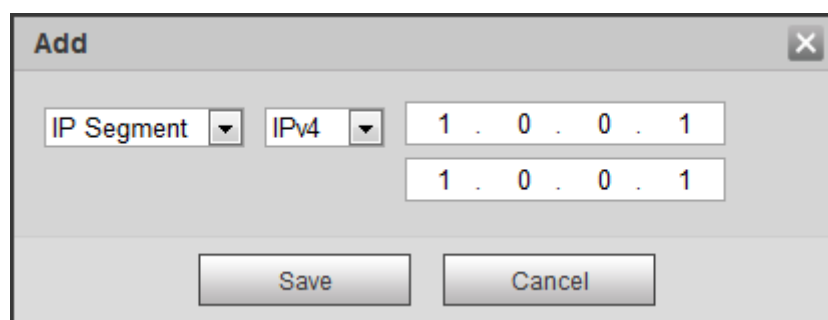 Add
IP Segment IPv4 1 . 0 . 0 . 1
1 . 0 . 0 . 1
Save Cancel